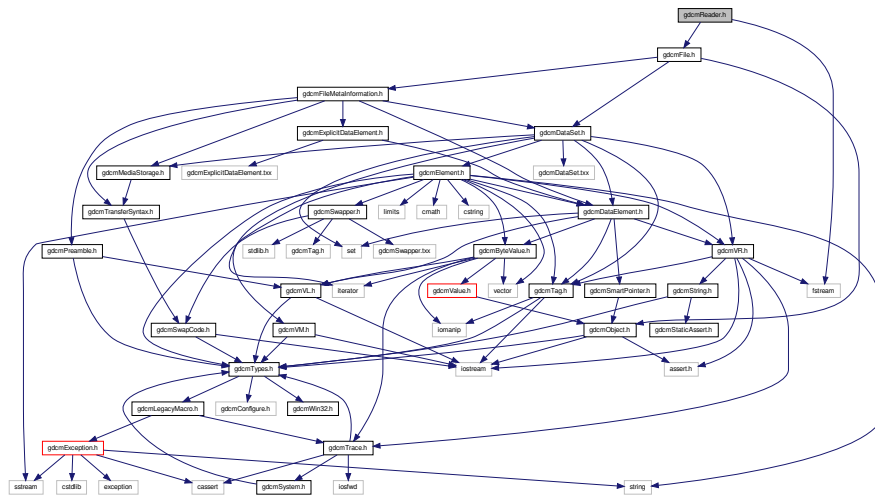 gdcmReader.h
gdcmFile.h
gdcmFileMetaInformation.h
gdcmExplicitDataElement.h
gdcmDataSet.h
gdcmMediaStorage.h
gdcmExplicitDataElement.txx
gdcmElement.h
gdcmDataSet.txx
gdcmTransferSyntax.h
gdcmSwapper.h
limits
cmath
cstring
gdcmDataElement.h
gdcmPreamble.h
stdlib.h
gdcmTag.h
set
gdcmSwapper.txx
gdcmByteValue.h
gdcmVR.h
gdcmVL.h
iterator
gdcmValue.h
vector
gdcmTag.h
gdcmSmartPointer.h
gdcmString.h
fstream
gdcmSwapCode.h
gdcmVM.h
iomanip
gdcmObject.h
gdcmStaticAssert.h
gdcmTypes.h
iostream
assert.h
gdcmLegacyMacro.h
gdcmConfigure.h
gdcmWin32.h
gdcmException.h
gdcmTrace.h
sstream
cstdlib
exception
cassert
gdcmSystem.h
iosfwd
string